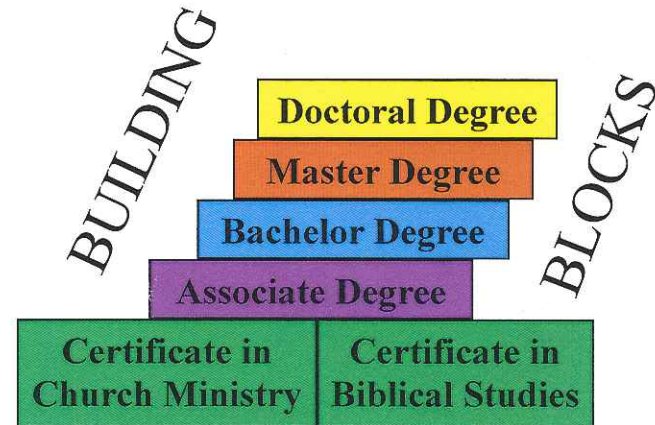 BUILDING
BLOCKS
Doctoral Degree
Master Degree
Bachelor Degree
Associate Degree
Certificate in
Church Ministry
Certificate in
Biblical Studies